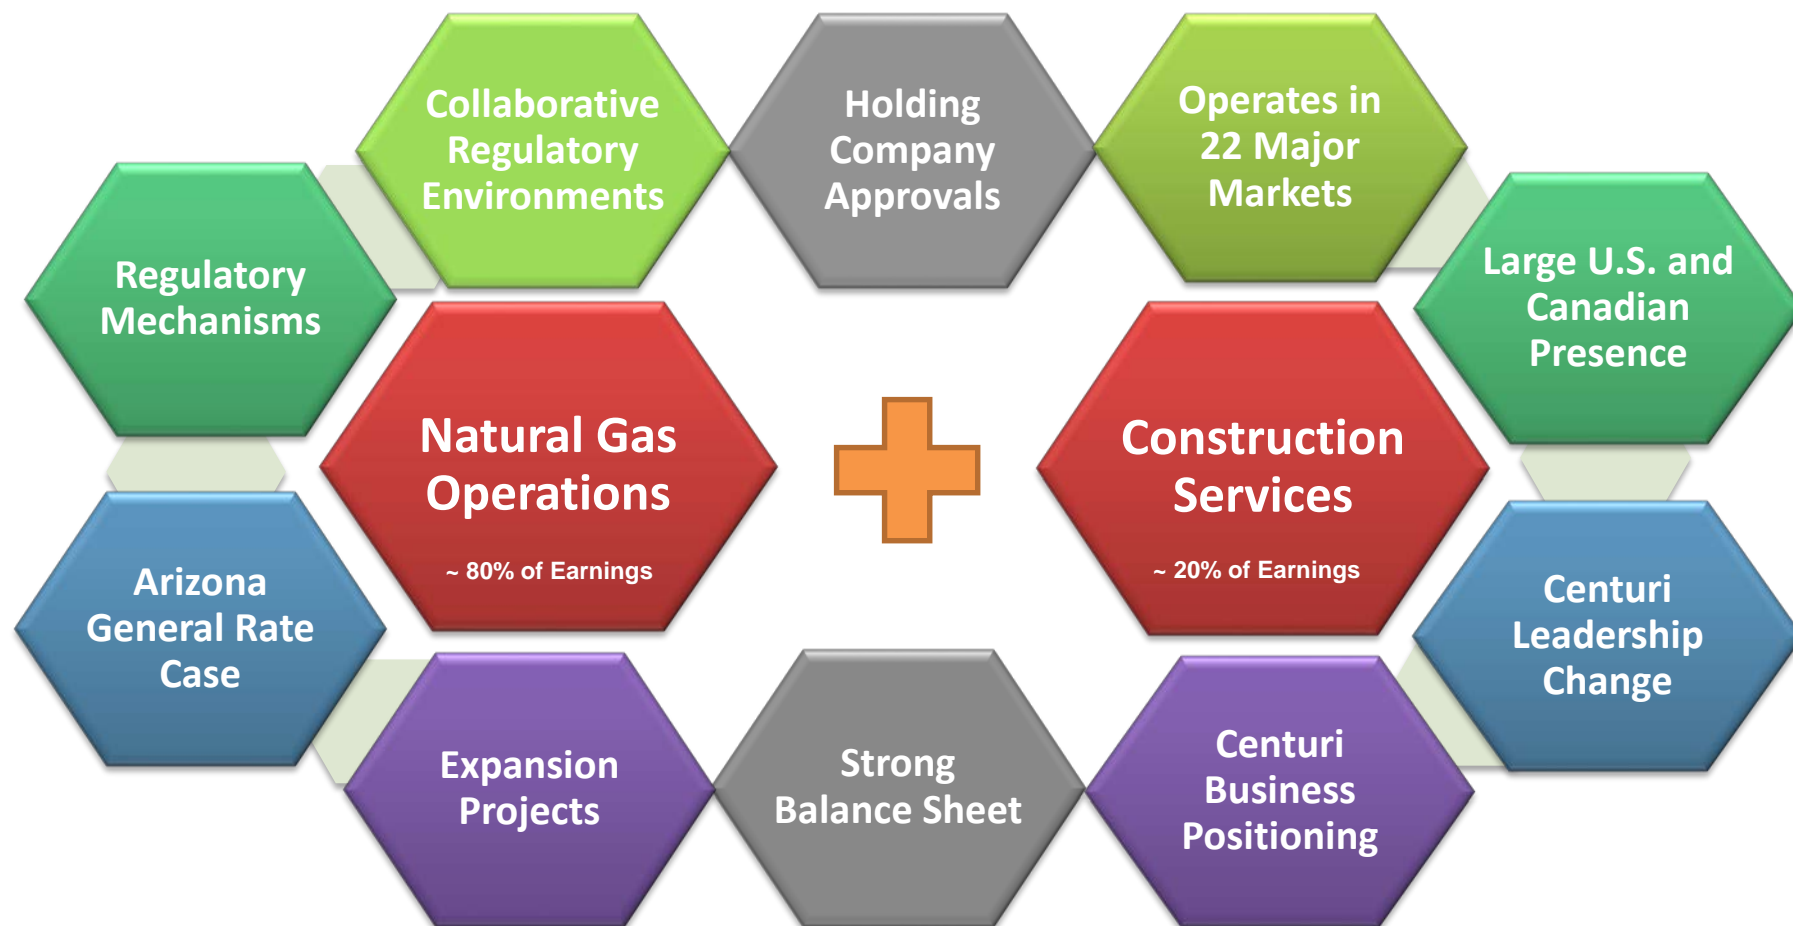 Collaborative
Regulatory
Environments
Holding
Company
Approvals
Operates in
22 Major
Markets
Regulatory
Mechanisms
Large U.S. and
Canadian
Presence
Natural Gas
Operations
~ 80% of Earnings
Construction
Services
~ 20% of Earnings
Arizona
General Rate
Case
Centuri
Leadership
Change
Expansion
Projects
Strong
Balance Sheet
Centuri
Business
Positioning